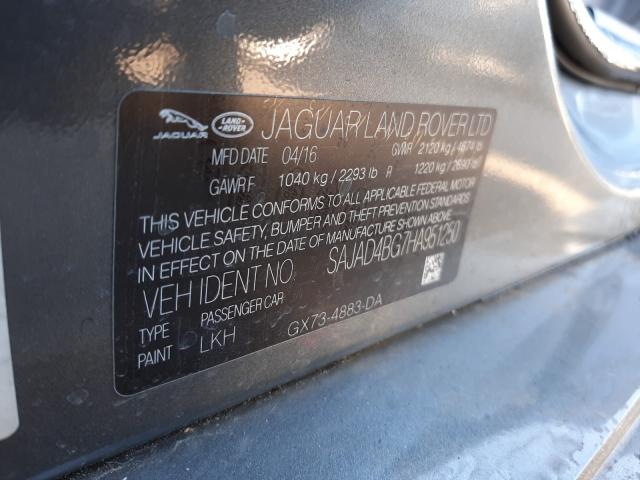 JAGUAR LAND-ROVER JAGUAR LAND ROVER LTD
MFD DATE 04/16 GVWR 2120 kg / 4674 lb
GAWR F 1040 kg / 2293 lb R 1220 kg / 2690 lb
THIS VEHICLE CONFORMS TO ALL APPLICABLE FEDERAL MOTOR
VEHICLE SAFETY, BUMPER AND THEFT PREVENTION STANDARDS
IN EFFECT ON THE DATE OF MANUFACTURE SHOWN ABOVE
VEH IDENT NO. SAJAD4BG7HA951250
TYPE PASSENGER CAR
PAINT LKH GX73-4883-DA